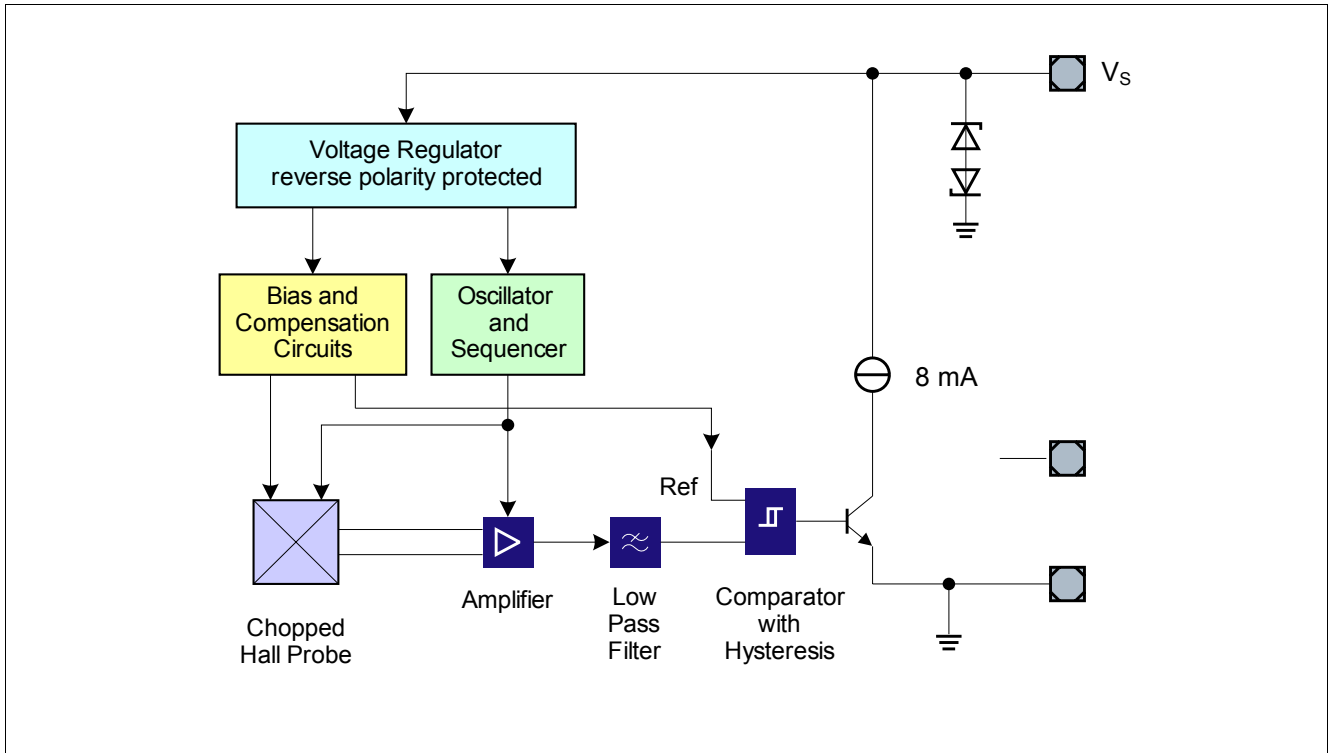 V_S
Voltage Regulator
reverse polarity protected
Bias and
Compensation
Circuits
Oscillator
and
Sequencer
8 mA
Ref
Amplifier
Low
Pass
Filter
Comparator
with
Hysteresis
Chopped
Hall Probe